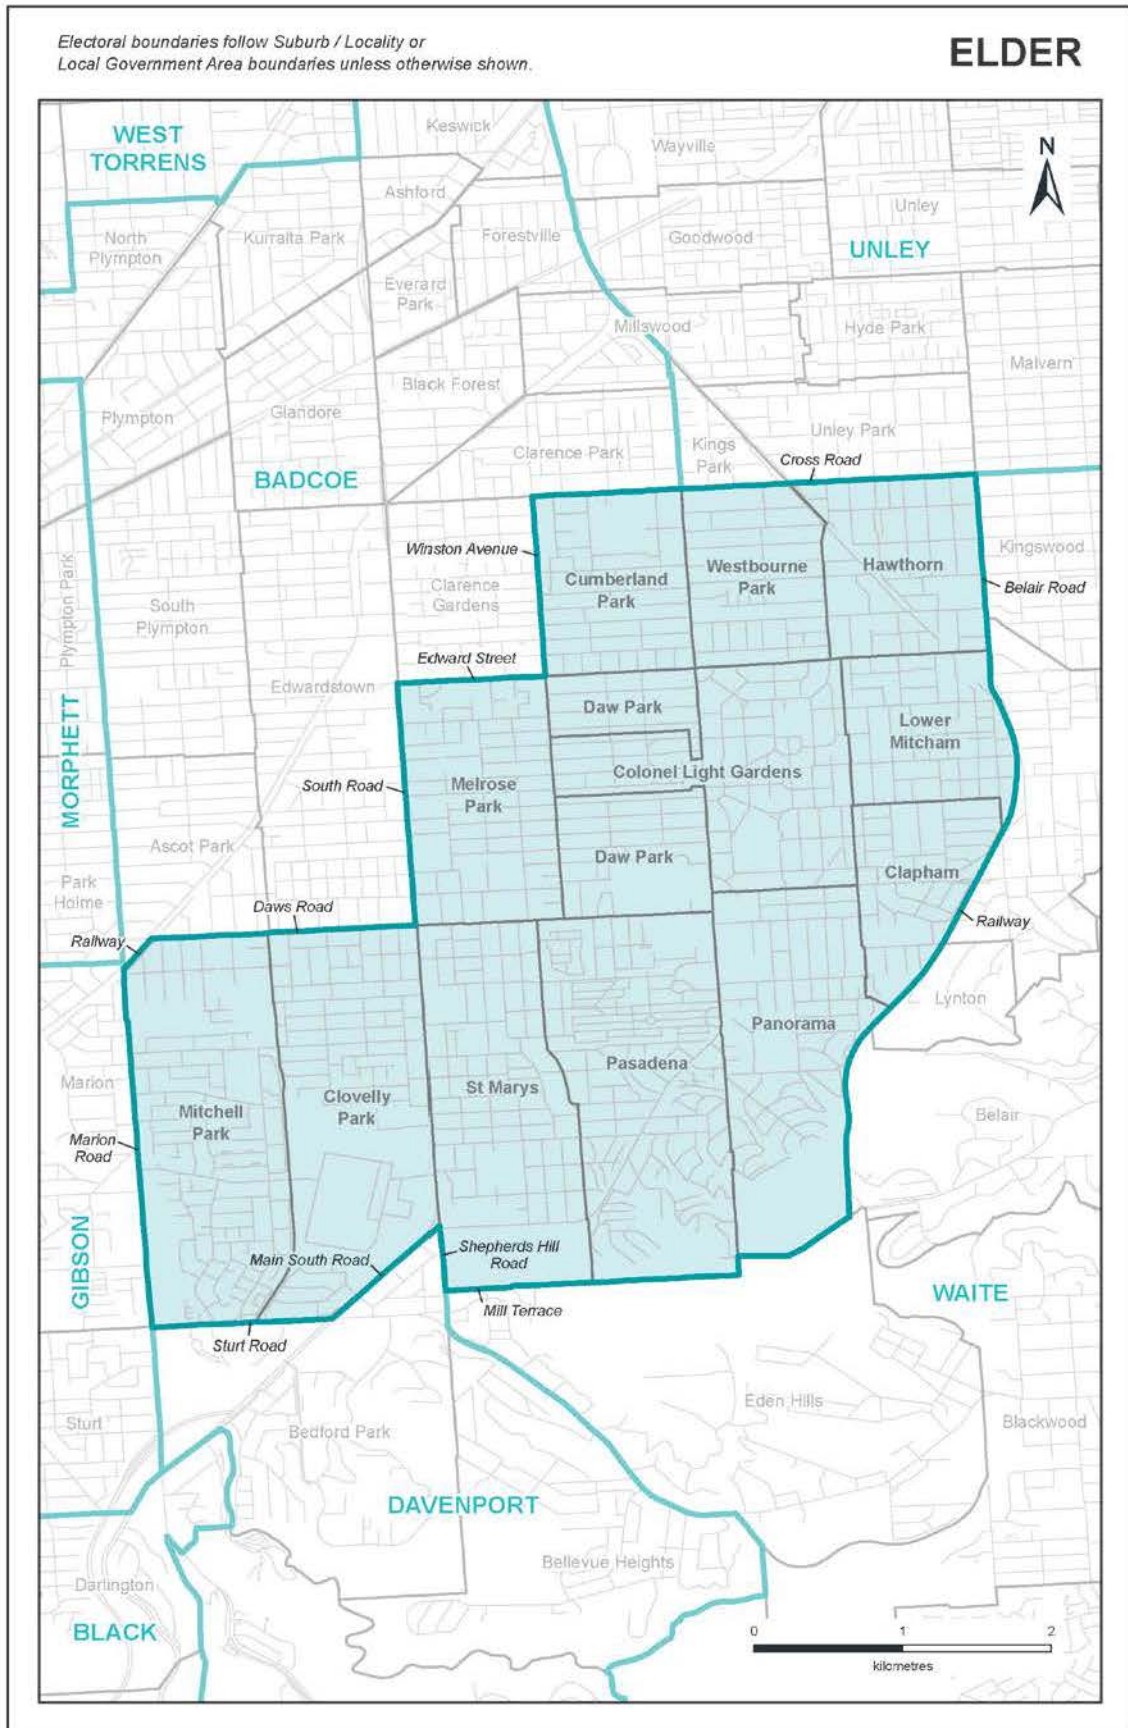 Electoral boundaries follow Suburb / Locality or
Local Government Area boundaries unless otherwise shown.
ELDER
WEST
TORRENS
Keswick
Wayville
N
Ashford
Unley
North
Plympton
Kurralta Park
Forestville
Goodwood
UNLEY
Everard
Park
Millswood
Hyde Park
Malvern
Black Forest
Plympton
Glandore
Clarence Park
Kings
Park
Unley Park
Cross Road
BADCOE
Winston Avenue
Kingswood
Westbourne
Park
Hawthorn
Cumberland
Park
Clarence
Gardens
Belair Road
Plympton Park
South
Plympton
Edward Street
Edwardstown
Daw Park
Lower
Mitcham
MORPHETT
South Road
Melrose
Park
Colonel Light Gardens
Ascot Park
Daw Park
Clapham
Park
Holme
Daws Road
Railway
Railway
Lynton
Panorama
Pasadena
Marion
St Marys
Clovelly
Park
Mitchell
Park
Belair
Marion
Road
GIBSON
Main South Road
Shepherds Hill
Road
WAITE
Mill Terrace
Sturt Road
Sturt
Bedford Park
Eden Hills
Blackwood
DAVENPORT
Bellevue Heights
Darlington
BLACK
0 1 2
kilometres